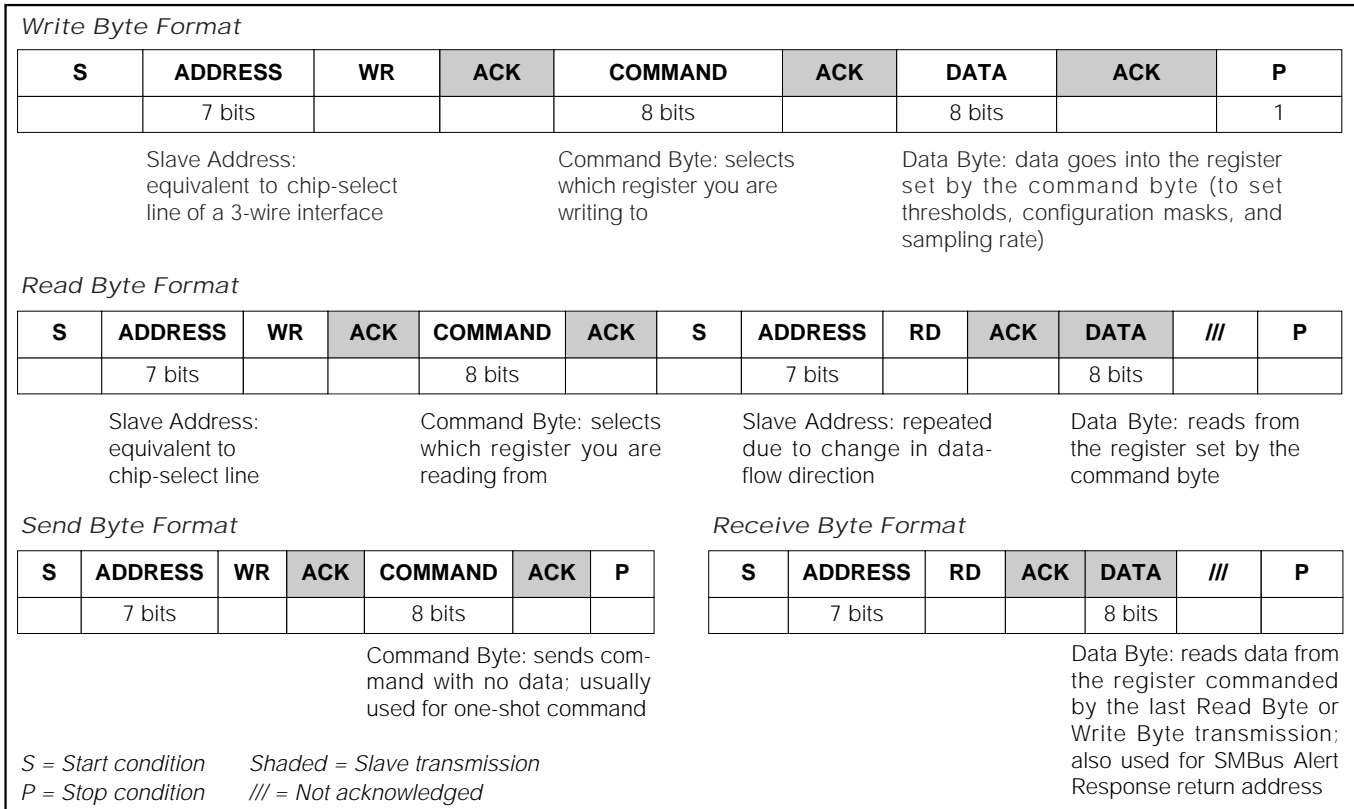 Write Byte Format
S ADDRESS WR ACK COMMAND ACK DATA ACK P
7 bits 8 bits 8 bits 1
Slave Address:
equivalent to chip-select
line of a 3-wire interface
Command Byte: selects
which register you are
writing to
Data Byte: data goes into the register
set by the command byte (to set
thresholds, configuration masks, and
sampling rate)
Read Byte Format
S ADDRESS WR ACK COMMAND ACK S ADDRESS RD ACK DATA /// P
7 bits 8 bits 7 bits 8 bits
Slave Address:
equivalent to
chip-select line
Command Byte: selects
which register you are
reading from
Slave Address: repeated
due to change in data-
flow direction
Data Byte: reads from
the register set by the
command byte
Send Byte Format
S ADDRESS WR ACK COMMAND ACK P
7 bits 8 bits
Command Byte: sends com-
mand with no data; usually
used for one-shot command
Receive Byte Format
S ADDRESS RD ACK DATA /// P
7 bits 8 bits
Data Byte: reads data from
the register commanded
by the last Read Byte or
Write Byte transmission;
also used for SMBus Alert
Response return address
S = Start condition Shaded = Slave transmission
P = Stop condition /// = Not acknowledged